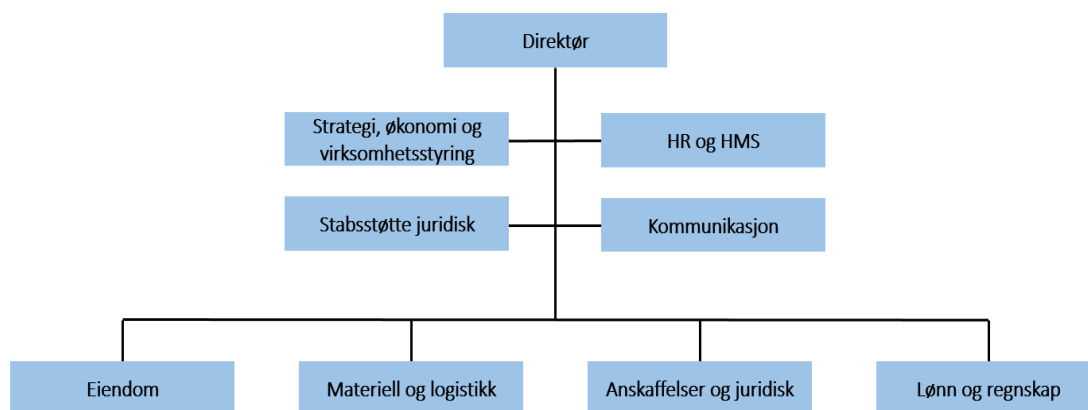 Direktør
Strategi, økonomi og
virksomhetsstyring
HR og HMS
Stabsstøtte juridisk
Kommunikasjon
Eiendom
Materiell og logistikk
Anskaffelser og juridisk
Lønn og regnskap